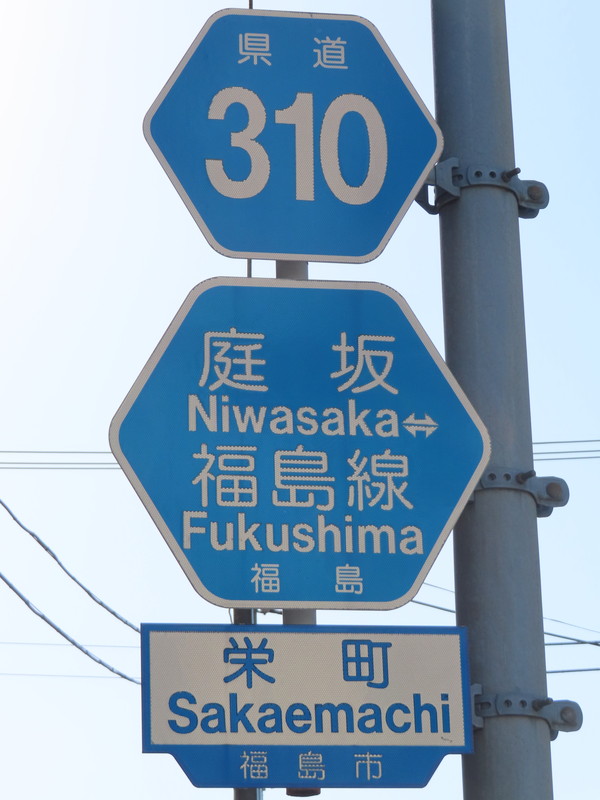 県道
310
庭坂
Niwasaka⇔
福島線
Fukushima
福島
栄町
Sakaemachi
福島市